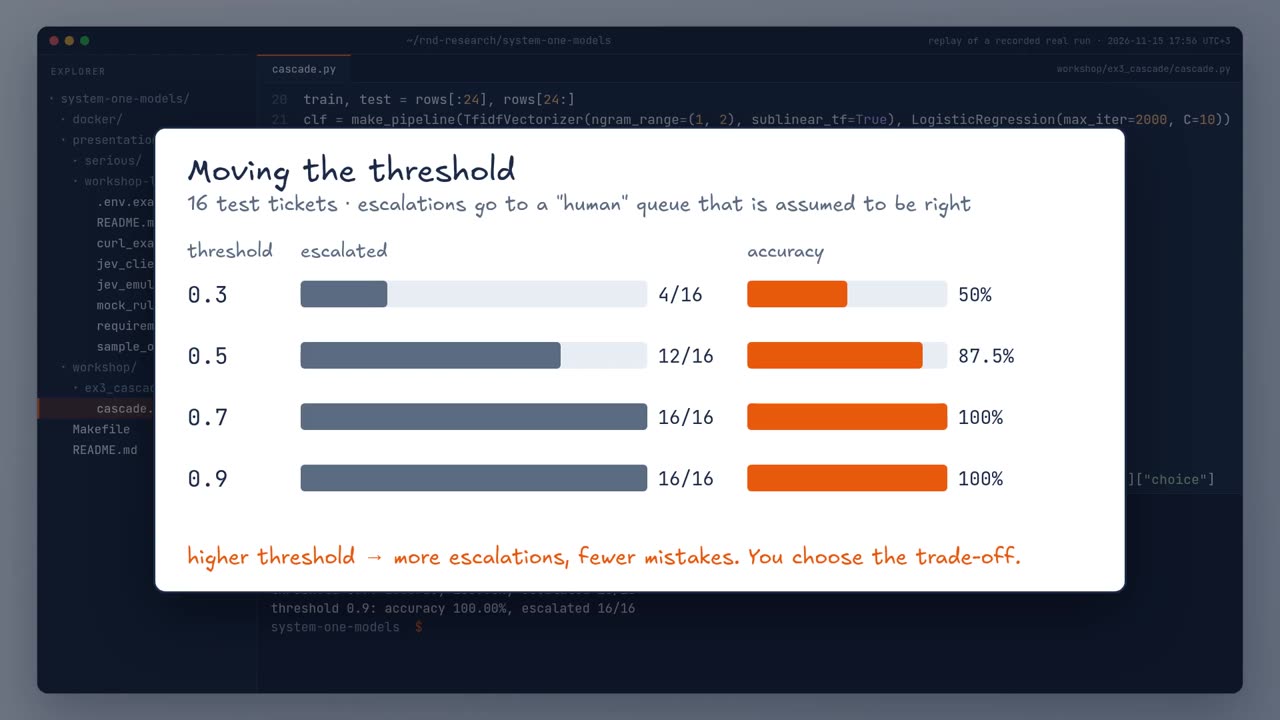 ~/rnd-research/system-one-models
replay of a recorded real run · 2026-11-15 17:56 UTC+3
EXPLORER
cascade.py
workshop/ex3_cascade/cascade.py
system-one-models/
docker/
presentatio
serious/
workshop-l
.env.exa
README.m
curl_exa
jev_clie
jev_emul
mock_rul
requirem
sample_o
workshop/
ex3_cascad
cascade.
Makefile
README.md
20 train, test = rows[:24], rows[24:]
21 clf = make_pipeline(TfidfVectorizer(ngram_range=(1, 2), sublinear_tf=True), LogisticRegression(max_iter=2000, C=10))
Moving the threshold
16 test tickets · escalations go to a "human" queue that is assumed to be right
threshold escalated accuracy
0.3 4/16 50%
0.5 12/16 87.5%
0.7 16/16 100%
0.9 16/16 100%
higher threshold → more escalations, fewer mistakes. You choose the trade-off.
]["choice"]
threshold 0.9: accuracy 100.00%, escalated 16/16
system-one-models $